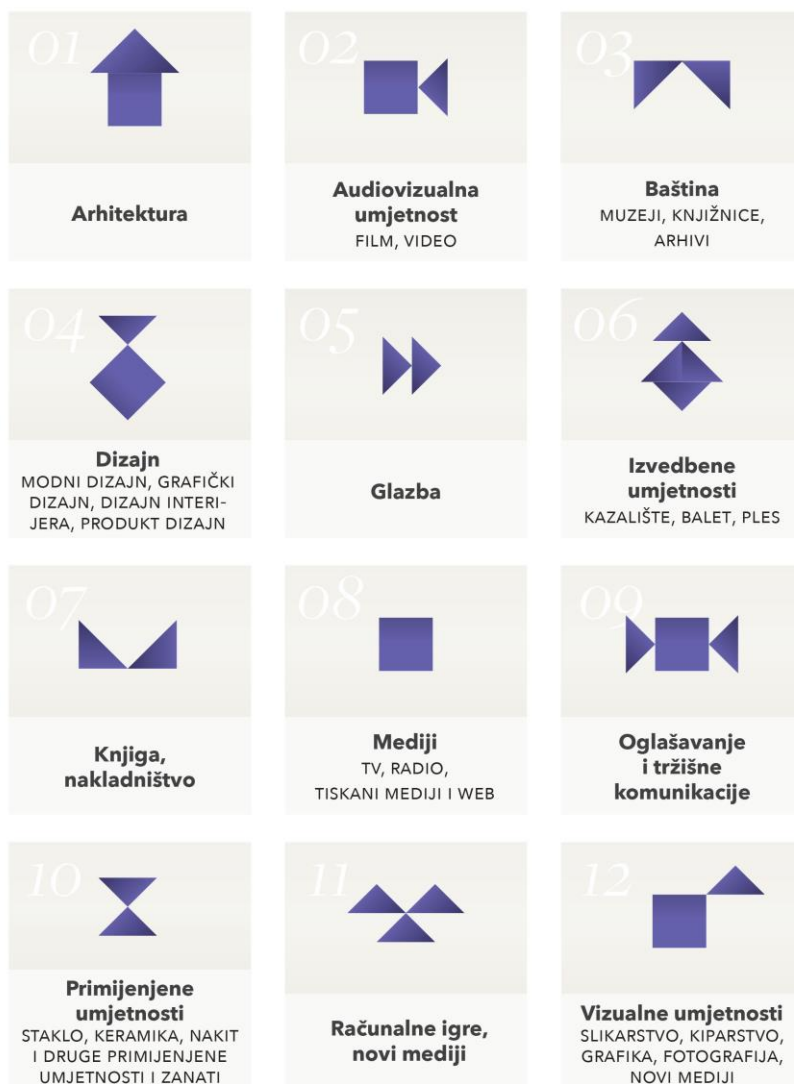 01
Arhitektura
02
Audiovizualna
umjetnost
FILM, VIDEO
03
Baština
MUZEJI, KNJIŽNICE,
ARHIVI
04
Dizajn
MODNI DIZAJN, GRAFIČKI
DIZAJN, DIZAJN INTERI-
JERA, PRODUKT DIZAJN
05
Glazba
06
Izvedbene
umjetnosti
KAZALIŠTE, BALET, PLES
07
Knjiga,
nakladništvo
08
Mediji
TV, RADIO,
TISKANI MEDIJI I WEB
09
Oglašavanje
i tržišne
komunikacije
10
Primijenjene
umjetnosti
STAKLO, KERAMIKA, NAKIT
I DRUGE PRIMIJENJENE
UMJETNOSTI I ZANATI
11
Računalne igre,
novi mediji
12
Vizualne umjetnosti
SLIKARSTVO, KIPARSTVO,
GRAFIKA, FOTOGRAFIJA,
NOVI MEDIJI